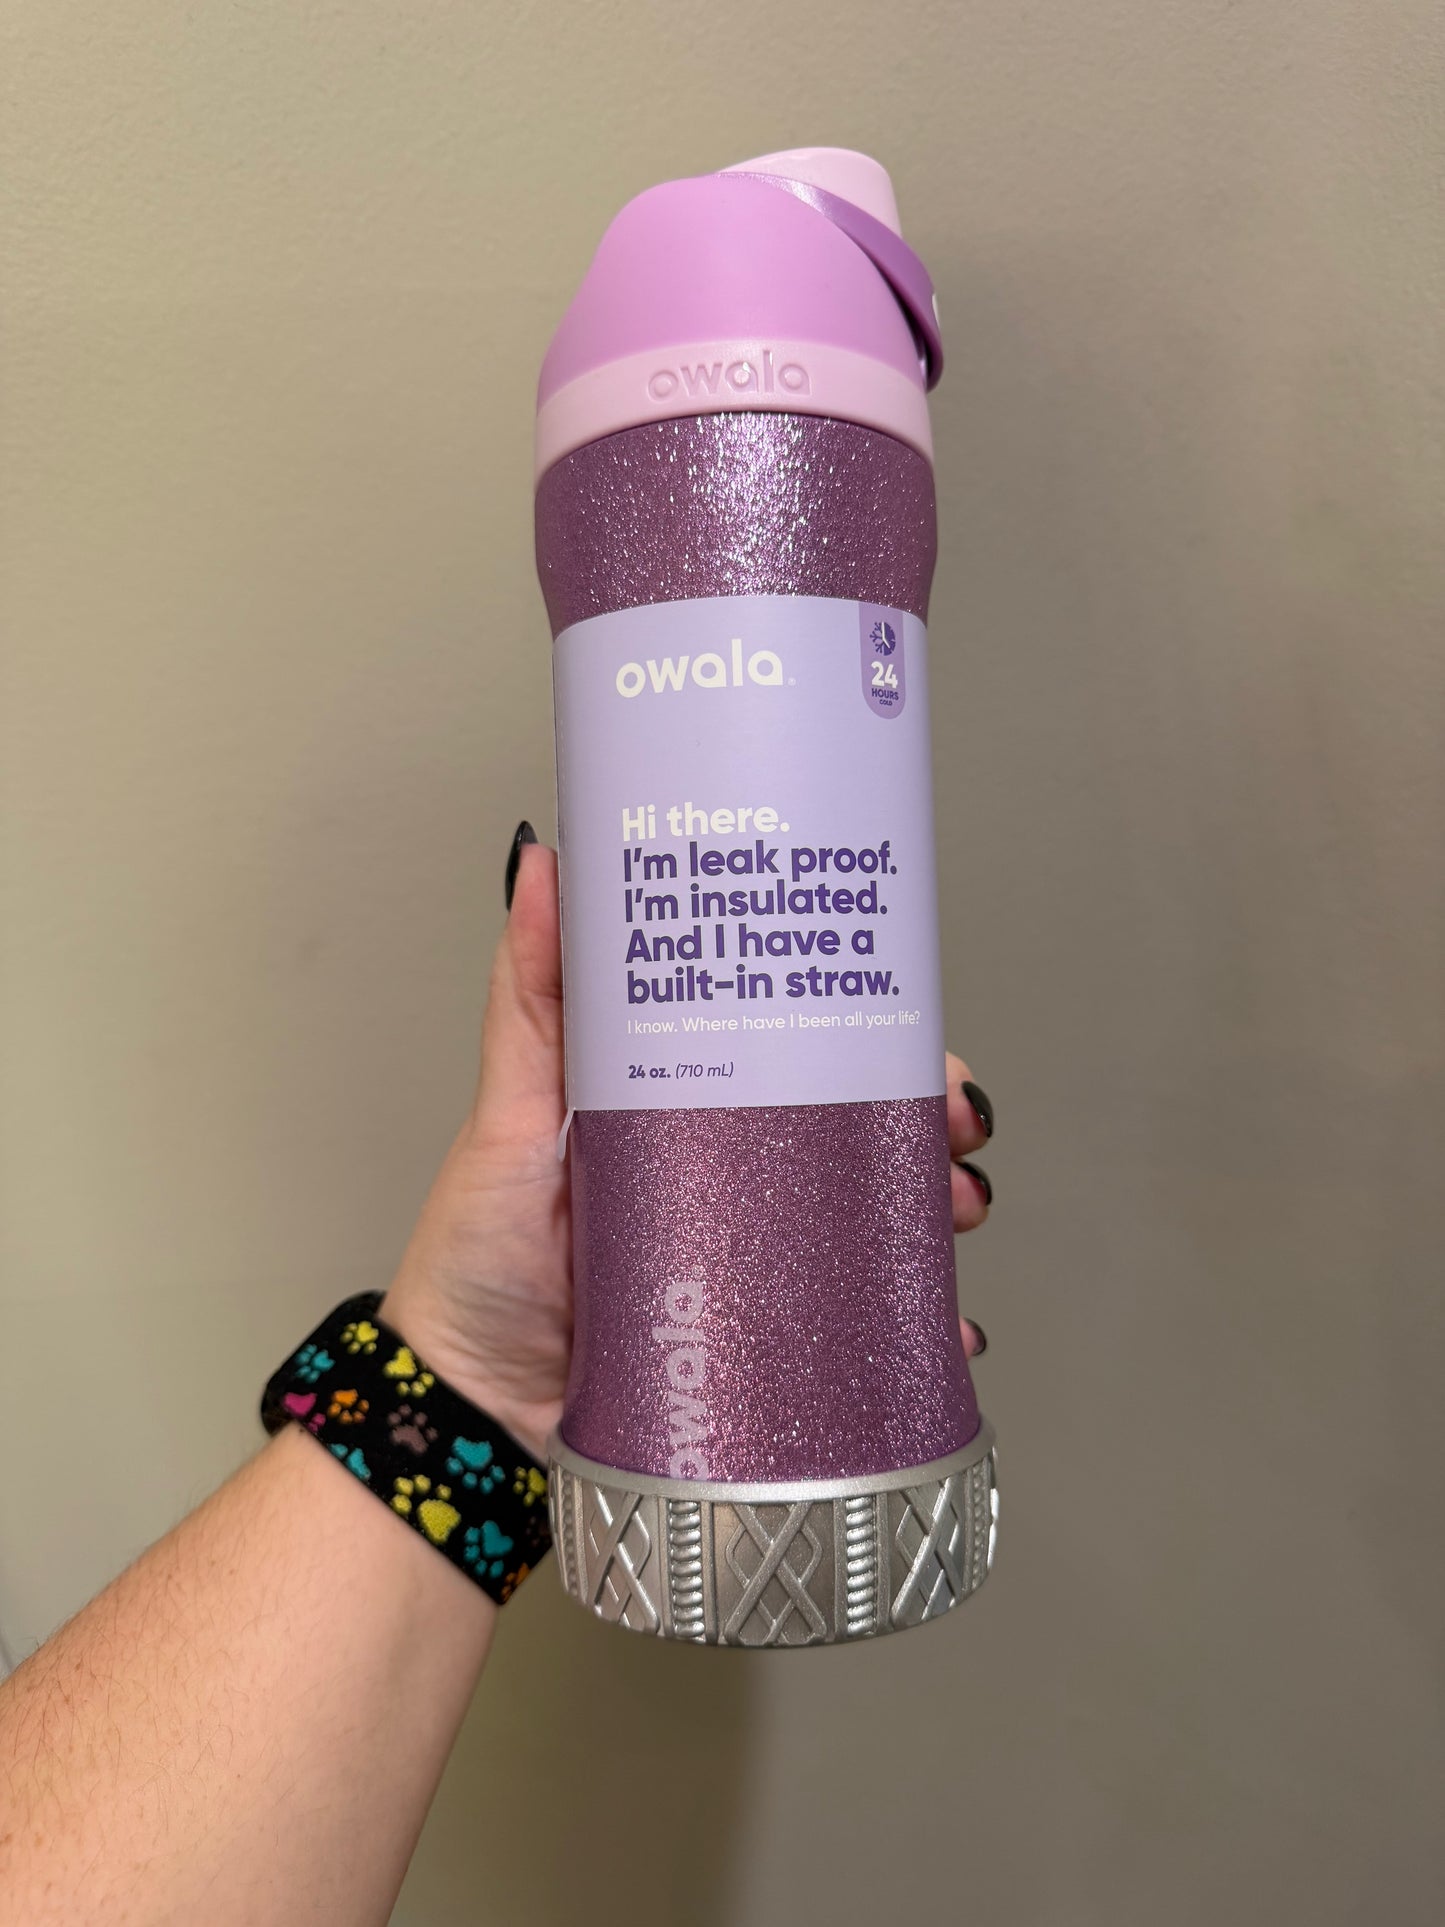 owala
owala®
24
HOURS
COLD
Hi there.
I'm leak proof.
I'm insulated.
And I have a
built-in straw.
I know. Where have I been all your life?
24 oz. (710 mL)
owala